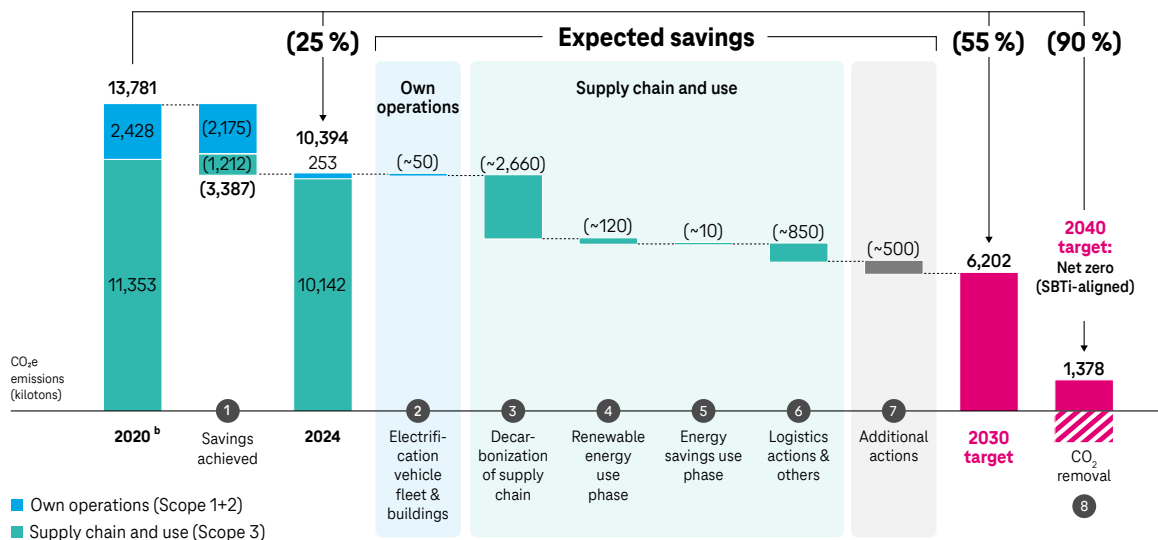 (25 %)
Expected savings
(55 %)
(90 %)
13,781
2,428
11,353
(2,175)
(1,212)
(3,387)
10,394
253
10,142
Own
operations
(~50)
Supply chain and use
(~2,660)
(~120)
(~10)
(~850)
(~500)
6,202
2040
target:
Net zero
(SBTi-aligned)
1,378
CO₂e
emissions
(kilotons)
2020 ᵇ
1
Savings
achieved
2024
2
Electrifi-
cation
vehicle
fleet &
buildings
3
Decar-
bonization
of supply
chain
4
Renewable
energy
use
phase
5
Energy
savings use
phase
6
Logistics
actions &
others
7
Additional
actions
2030
target
CO₂
removal
8
Own operations (Scope 1+2)
Supply chain and use (Scope 3)